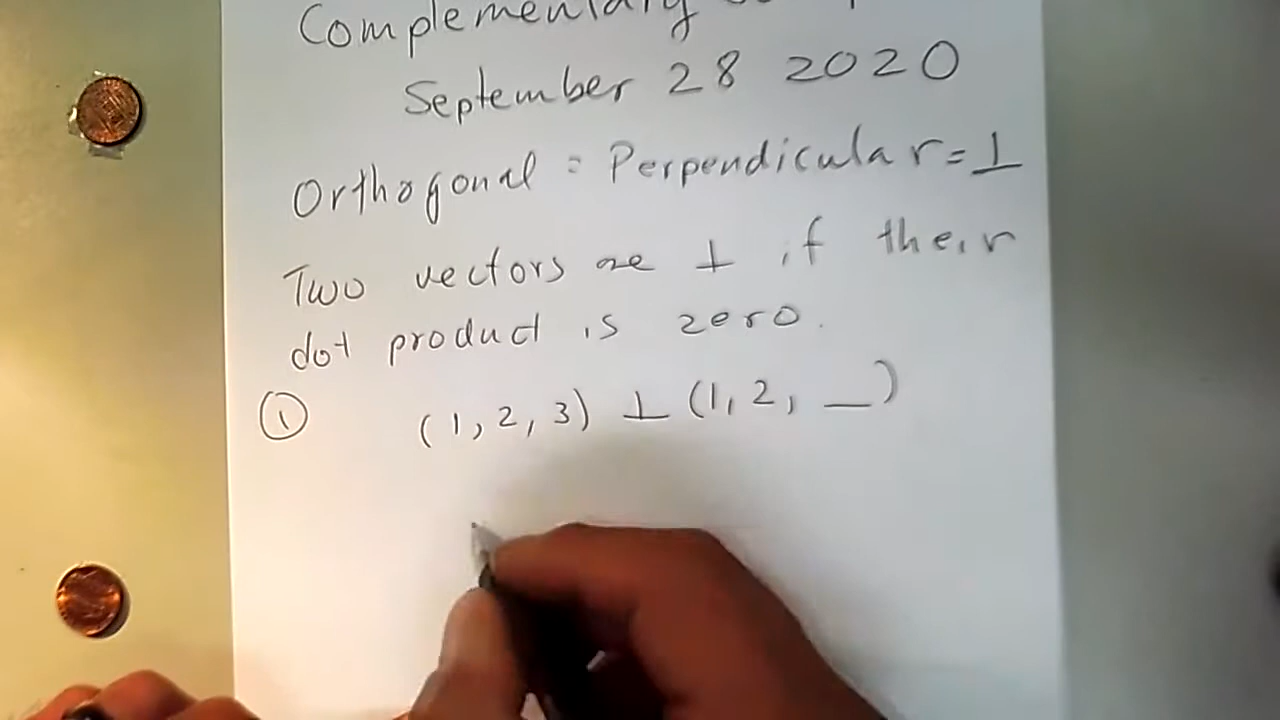 Complementary
September 28 2020
Orthogonal = Perpendicular = ⊥
Two vectors are ⊥ if their
dot product is zero.
① (1, 2, 3) ⊥ (1, 2, _)